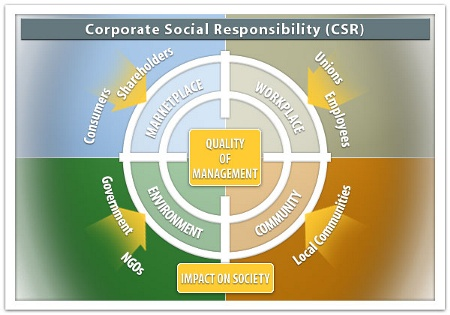 Corporate Social Responsibility (CSR)
Consumers
Shareholders
Unions
Employees
MARKETPLACE
WORKPLACE
QUALITY
OF
MANAGEMENT
ENVIRONMENT
COMMUNITY
Government
NGOs
Local Communities
IMPACT ON SOCIETY